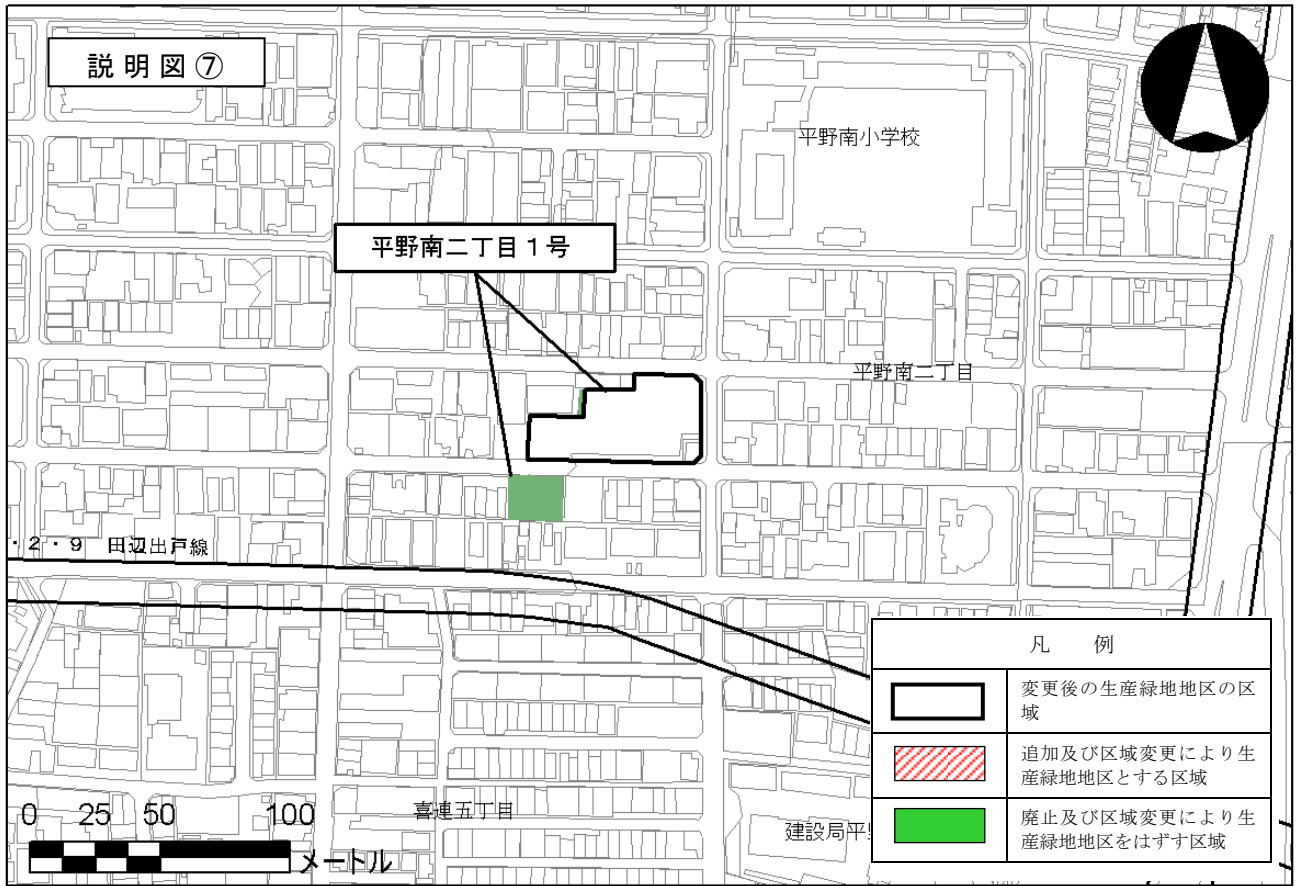 説明図⑦
平野南小学校
平野南二丁目１号
平野南二丁目
・２・９　田辺出戸線
凡　例
変更後の生産緑地地区の区
域
追加及び区域変更により生
産緑地地区とする区域
廃止及び区域変更により生
産緑地地区をはずす区域
0 25 50 100
メートル
喜連五丁目
建設局平